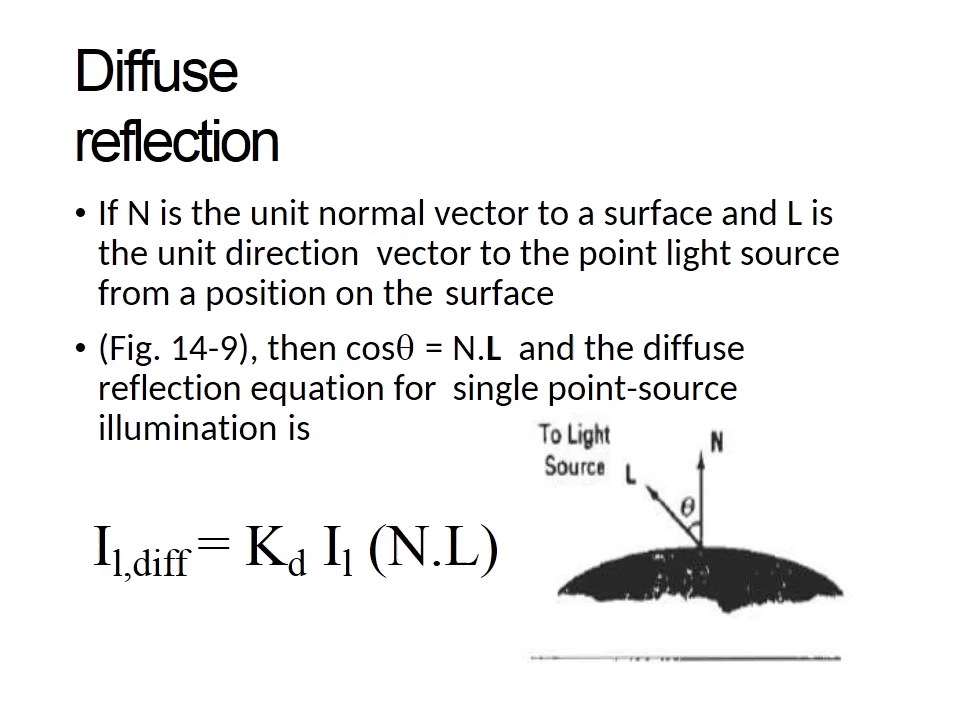 Diffuse
reflection
• If N is the unit normal vector to a surface and L is
the unit direction vector to the point light source
from a position on the surface
• (Fig. 14-9), then cosθ = N.L and the diffuse
reflection equation for single point-source
illumination is
To Light
Source
L
N
θ
Il,diff = Kd Il (N.L)